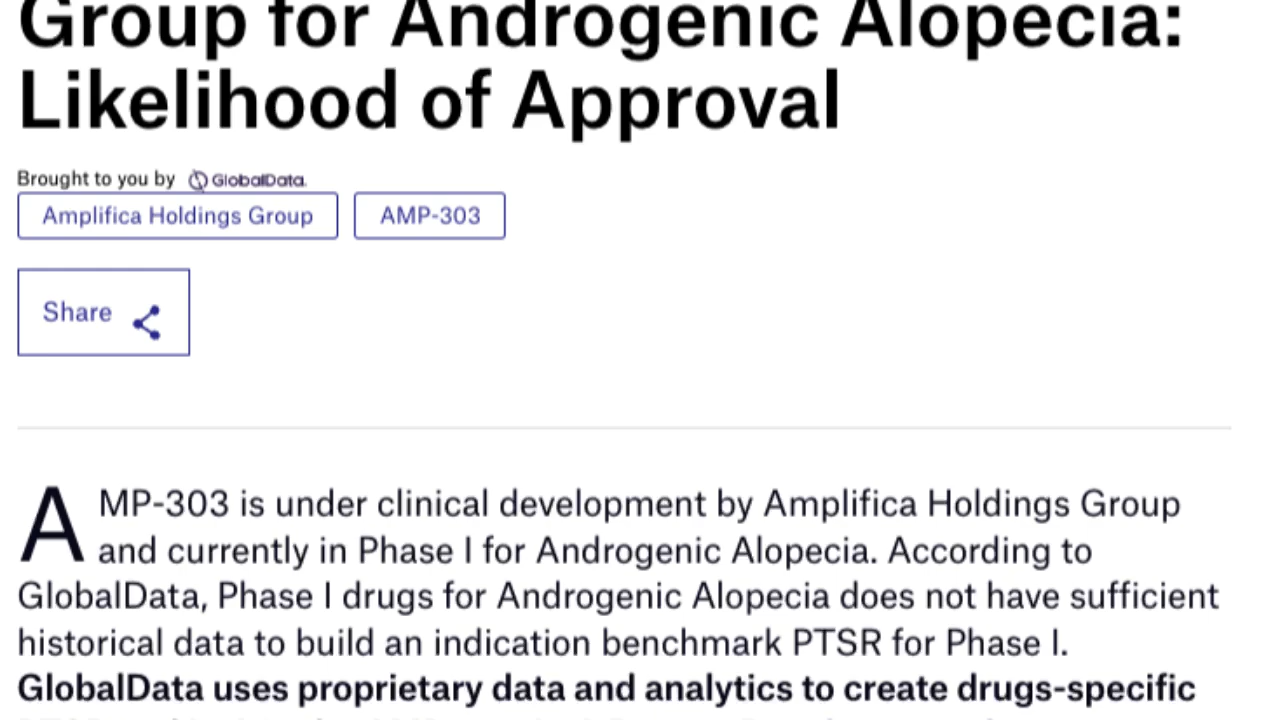 Group for Androgenic Alopecia:
Likelihood of Approval
Brought to you by GlobalData.
Amplifica Holdings Group AMP-303
Share
AMP-303 is under clinical development by Amplifica Holdings Group
and currently in Phase I for Androgenic Alopecia. According to
GlobalData, Phase I drugs for Androgenic Alopecia does not have sufficient
historical data to build an indication benchmark PTSR for Phase I.
GlobalData uses proprietary data and analytics to create drugs-specific